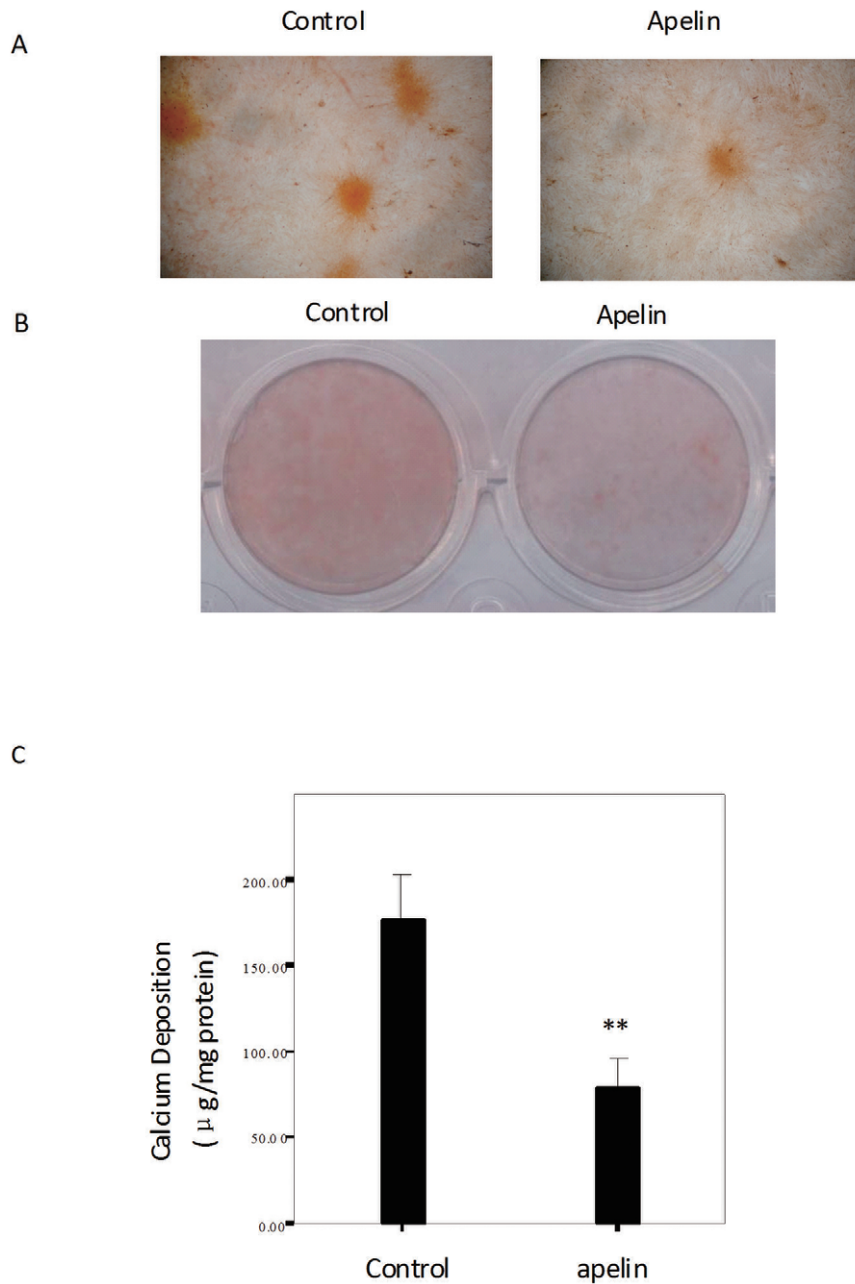 A
Control Apelin
B
Control Apelin
C
Calcium Deposition
( μ g/mg protein)
200.00
150.00
100.00
50.00
0.00
**
Control apelin